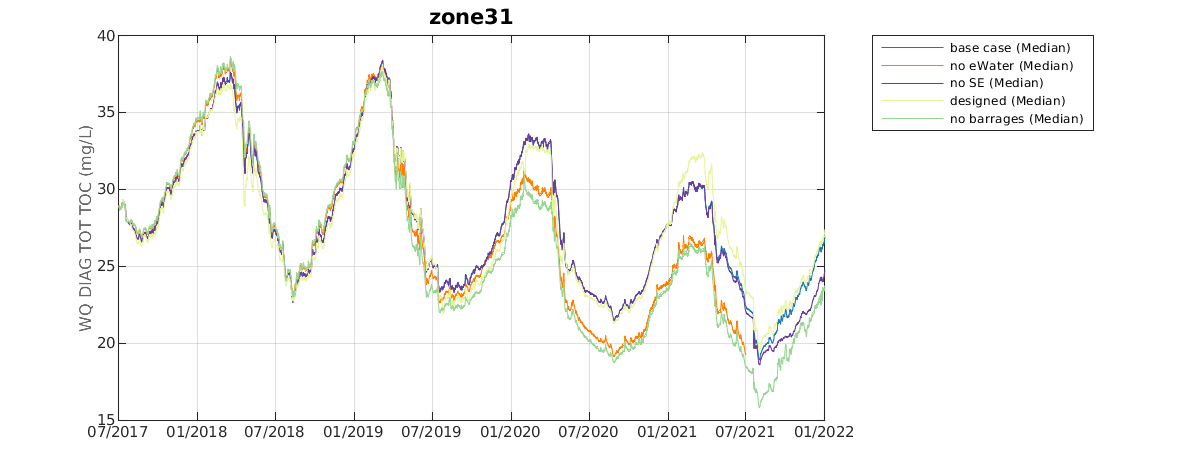 zone31
WQ DIAG TOT TOC (mg/L)
40
35
30
25
20
15
07/2017 01/2018 07/2018 01/2019 07/2019 01/2020 07/2020 01/2021 07/2021 01/2022
base case (Median)
no eWater (Median)
no SE (Median)
designed (Median)
no barrages (Median)